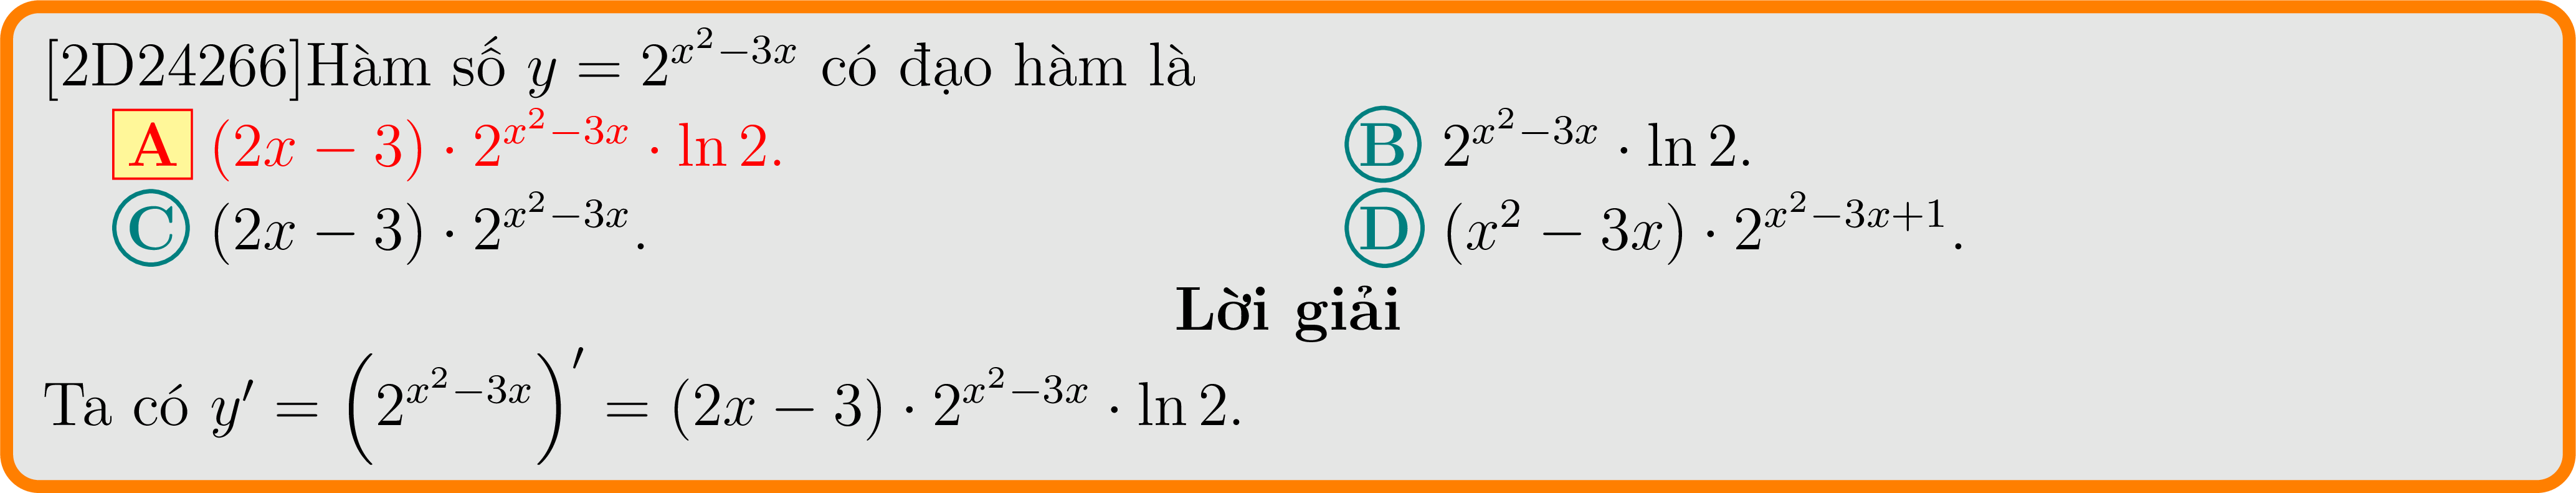 [2D24266]Hàm số $y = 2^{x^2-3x}$ có đạo hàm là
A $(2x - 3) \cdot 2^{x^2-3x} \cdot \ln 2.$ B $2^{x^2-3x} \cdot \ln 2.$
C $(2x - 3) \cdot 2^{x^2-3x}.$ D $(x^2 - 3x) \cdot 2^{x^2-3x+1}.$
Lời giải
Ta có $y' = \left(2^{x^2-3x}\right)' = (2x - 3) \cdot 2^{x^2-3x} \cdot \ln 2.$